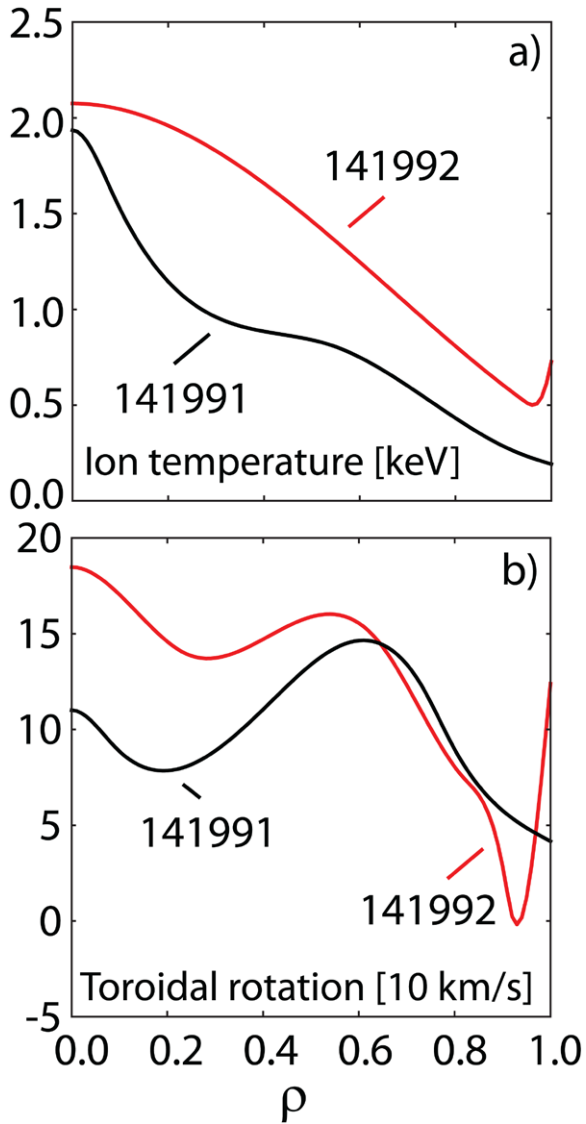 2.5
a)
2.0
141992
1.5
1.0
141991
0.5
Ion temperature [keV]
0.0
20
b)
15
10
141991
5
141992
0
Toroidal rotation [10 km/s]
-5
0.0 0.2 0.4 0.6 0.8 1.0
ρ